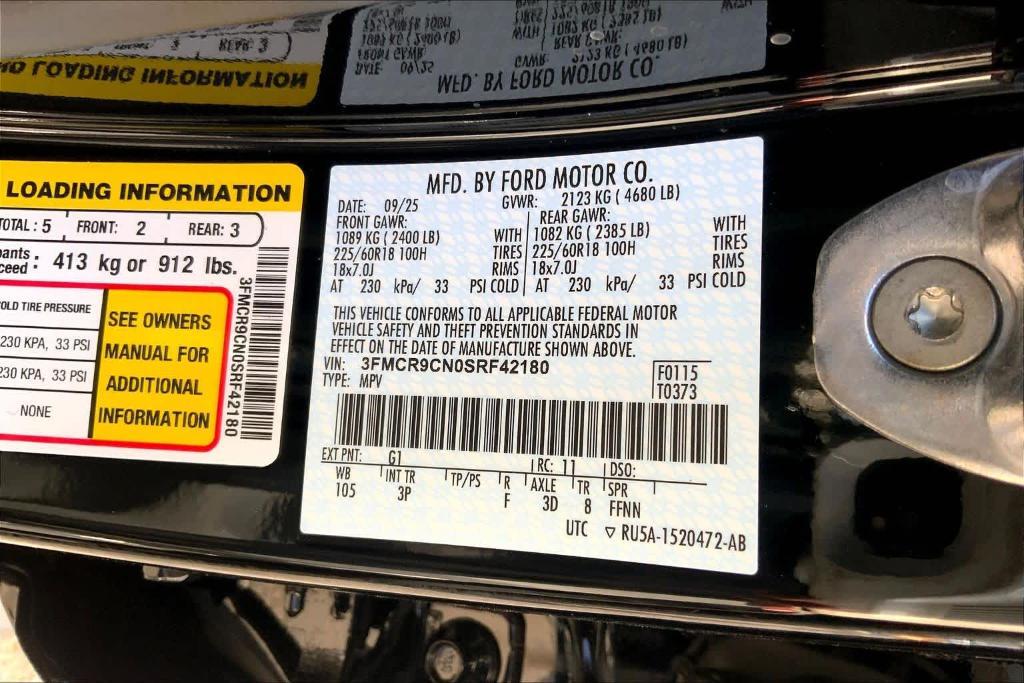 LOADING INFORMATION
TOTAL: 5 FRONT: 2 REAR: 3
413 kg or 912 lbs.
OLD TIRE PRESSURE
230 KPA, 33 PSI
230 KPA, 33 PSI
NONE
SEE OWNERS
MANUAL FOR
ADDITIONAL
INFORMATION
3FMCR9CN0SRF42180
MFD. BY FORD MOTOR CO.
DATE: 09/25 GVWR: 2123 KG ( 4680 LB)
FRONT GAWR: REAR GAWR:
1089 KG (2400 LB) WITH 1082 KG (2385 LB) WITH
225/60R18 100H TIRES 225/60R18 100H TIRES
18x7.0J RIMS 18x7.0J RIMS
AT 230 kPa/ 33 PSI COLD AT 230 kPa/ 33 PSI COLD
THIS VEHICLE CONFORMS TO ALL APPLICABLE FEDERAL MOTOR
VEHICLE SAFETY AND THEFT PREVENTION STANDARDS IN
EFFECT ON THE DATE OF MANUFACTURE SHOWN ABOVE.
VIN: 3FMCR9CN0SRF42180 F0115
TYPE: MPV T0373
EXT PNT: G1 RC: 11 DSO:
WB INT TR TP/PS R AXLE TR SPR
105 3P F 3D 8 FFNN
UTC ▽ RU5A-1520472-AB